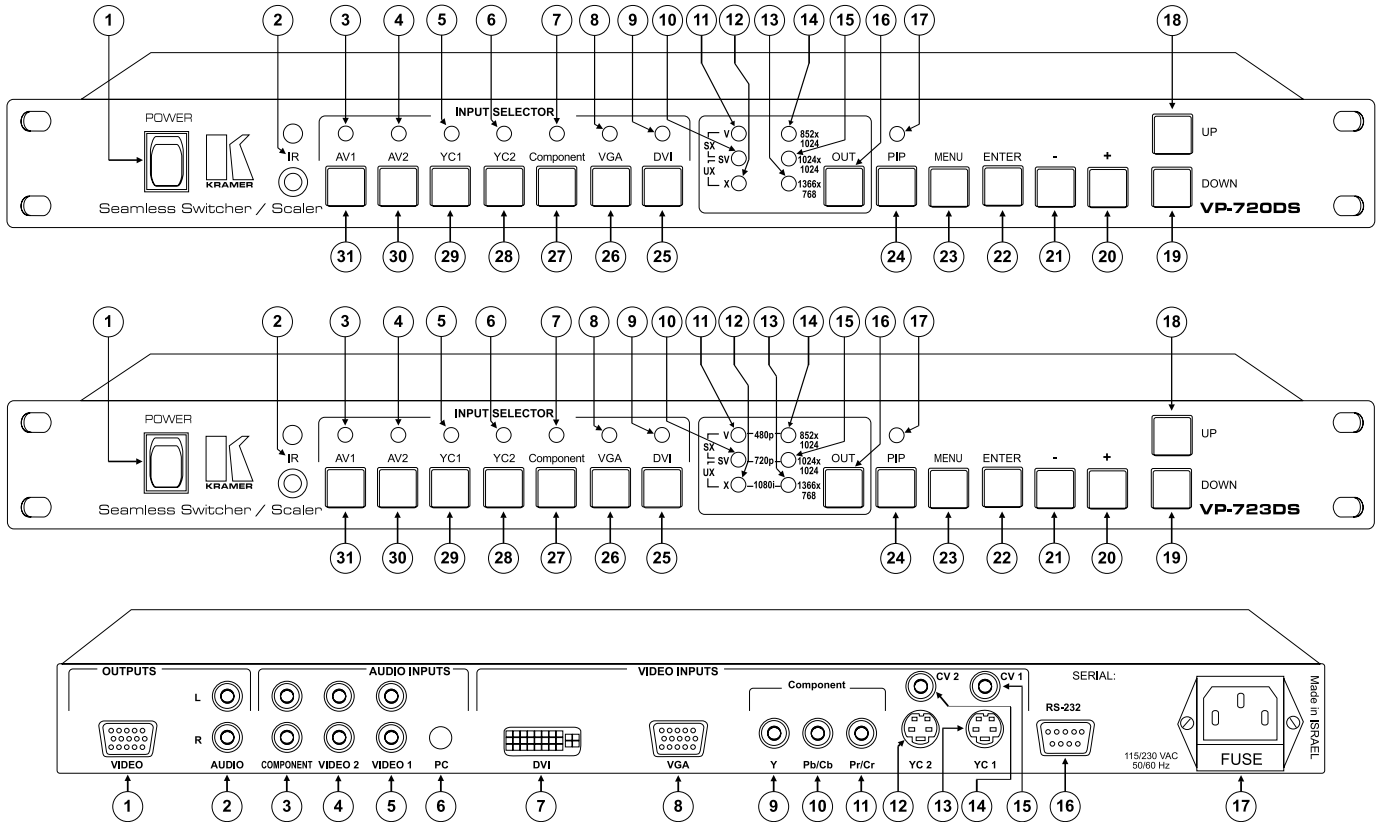 1 2 3 4 5 6 7 8 9 10 11 12 13 14 15 16 17 18
INPUT SELECTOR
POWER
IR AV1 AV2 YC1 YC2 Component VGA DVI
V 852x 1024
SX
SV 1024x 1024
UX
X 1366x 768
OUT PIP MENU ENTER - + UP
DOWN
KRAMER
Seamless Switcher / Scaler
VP-720DS
31 30 29 28 27 26 25 24 23 22 21 20 19
1 2 3 4 5 6 7 8 9 10 11 12 13 14 15 16 17 18
INPUT SELECTOR
POWER
IR AV1 AV2 YC1 YC2 Component VGA DVI
V 480p 852x 1024
SX
SV 720p 1024x 1024
UX
X 1080i 1366x 768
OUT PIP MENU ENTER - + UP
DOWN
KRAMER
Seamless Switcher / Scaler
VP-723DS
31 30 29 28 27 26 25 24 23 22 21 20 19
OUTPUTS AUDIO INPUTS VIDEO INPUTS
Component
CV 2 CV 1
SERIAL:
RS-232
L
R
VIDEO AUDIO COMPONENT VIDEO 2 VIDEO 1 PC DVI VGA Y Pb/Cb Pr/Cr YC 2 YC 1
115/230 VAC
50/60 Hz
FUSE
Made in ISRAEL
1 2 3 4 5 6 7 8 9 10 11 12 13 14 15 16 17